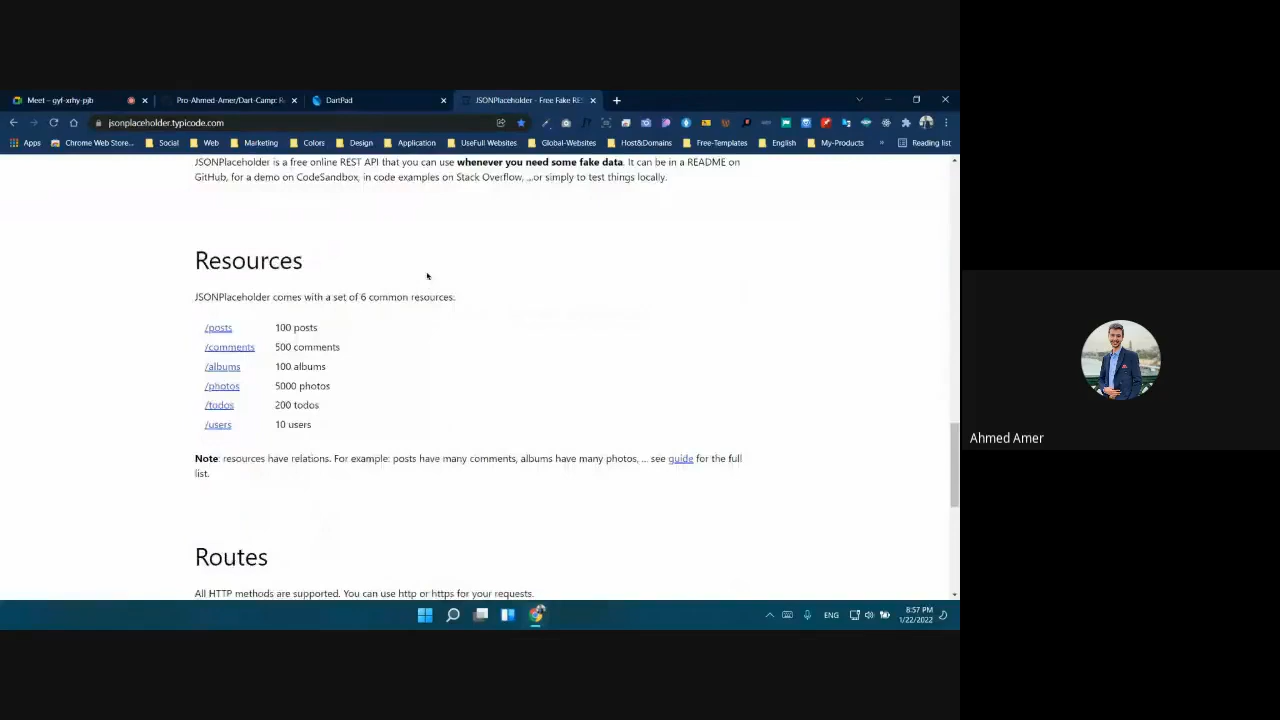 Meet - gyf-xrhy-pjb
Pro-Ahmed-Amer/Dart-Camp: R
DartPad
JSONPlaceholder - Free Fake RES
jsonplaceholder.typicode.com
Apps
Chrome Web Store...
Social
Web
Marketing
Colors
Design
Application
UseFull Websites
Global-Websites
Host&Domains
Free-Templates
English
My-Products
»
Reading list
JSONPlaceholder is a free online REST API that you can use whenever you need some fake data. It can be in a README on
GitHub, for a demo on CodeSandbox, in code examples on Stack Overflow, ...or simply to test things locally.
Resources
JSONPlaceholder comes with a set of 6 common resources:
/posts 100 posts
/comments 500 comments
/albums 100 albums
/photos 5000 photos
/todos 200 todos
/users 10 users
Note: resources have relations. For example: posts have many comments, albums have many photos, ... see guide for the full
list.
Routes
All HTTP methods are supported. You can use http or https for your requests.
ENG
8:57 PM
1/22/2022
Ahmed Amer